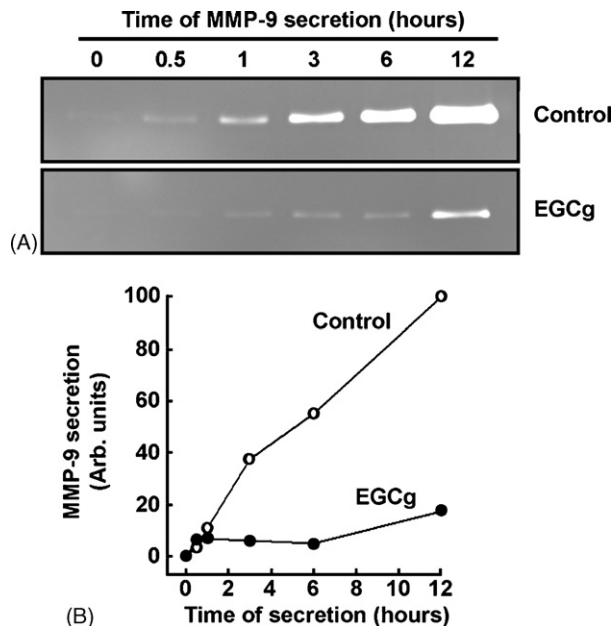 Time of MMP-9 secretion (hours)
0 0.5 1 3 6 12
Control
EGCg
(A)
100
80
60
40
20
0
MMP-9 secretion
(Arb. units)
Control
EGCg
0 2 4 6 8 10 12
Time of secretion (hours)
(B)